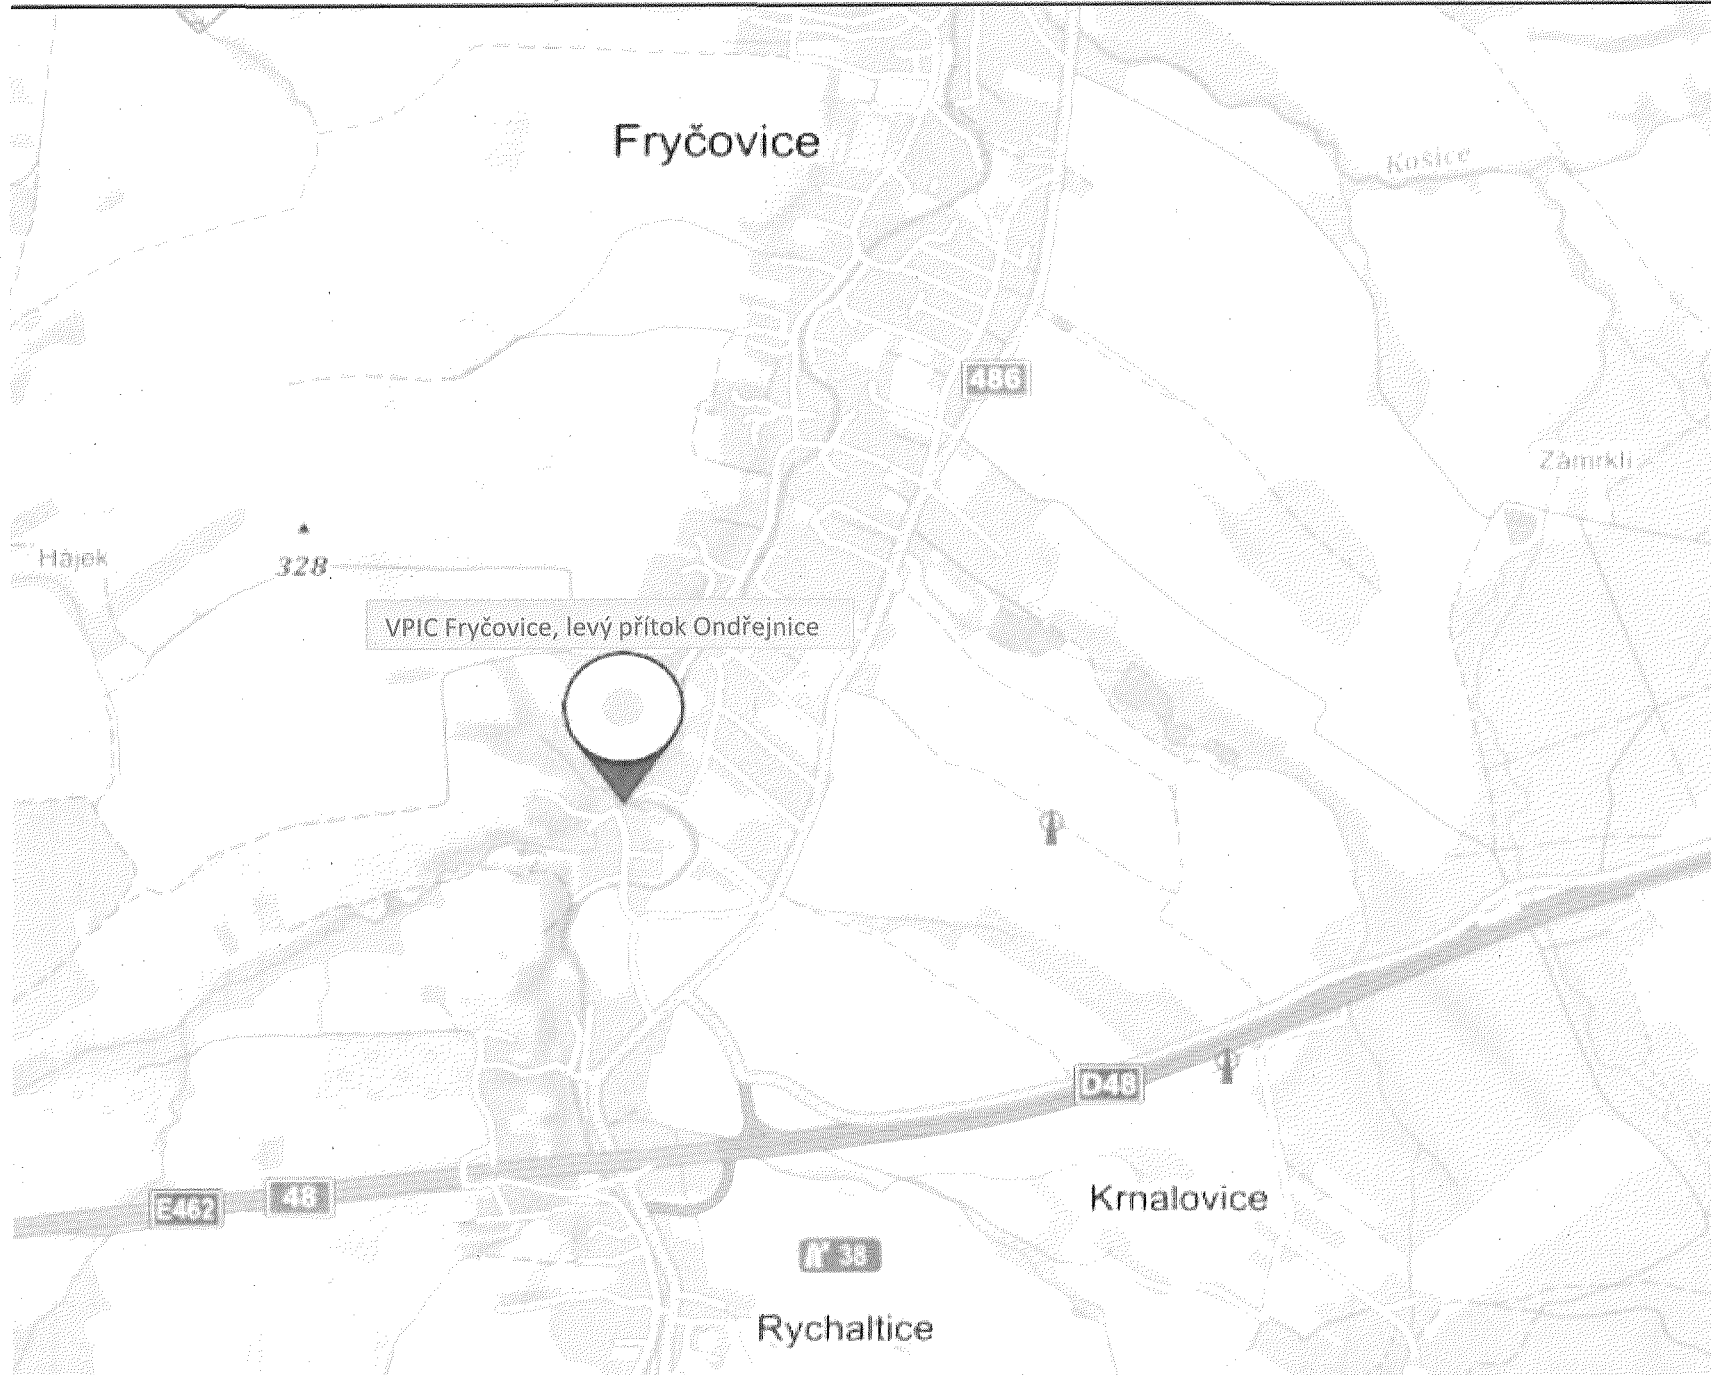 Fryčovice
Košice
486
Zámrklí
Hájek
328
VPIC Fryčovice, levý přítok Ondřejnice
D48
E462
48
Krnalovice
38
Rychaltice